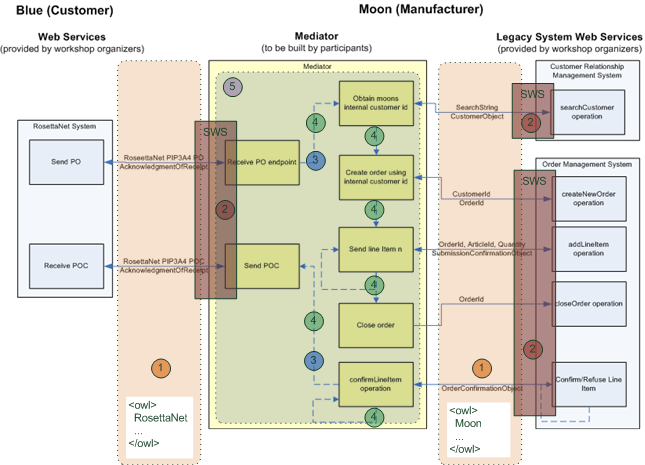 Blue (Customer)
Moon (Manufacturer)
Web Services
(provided by workshop organizers)
Mediator
(to be built by participants)
Legacy System Web Services
(provided by workshop organizers)
RosettaNet System
Send PO
Receive POC
RoseettaNet PIP3A4 PO
AcknowledgmentOfReceipt
RosettaNet PIP3A4 POC
AcknowledgmentOfReceipt
1
<owl>
RosettaNet
...
</owl>
Mediator
5
SWS
2
Receive PO endpoint
Send POC
4
3
4
3
Obtain moons
internal customer id
4
Create order using
internal customer id
4
Send line Item n
4
Close order
confirmLineItem
operation
4
SearchString
CustomerObject
CustomerId
OrderId
OrderId, ArticleId, Quantity
SubmissionConfirmationObject
OrderId
1
OrderConfirmationObject
<owl>
Moon
...
</owl>
Customer Relationship
Management System
SWS
2
searchCustomer
operation
Order Management System
SWS
createNewOrder
operation
addLineItem
operation
closeOrder operation
2
Confirm/Refuse Line
Item